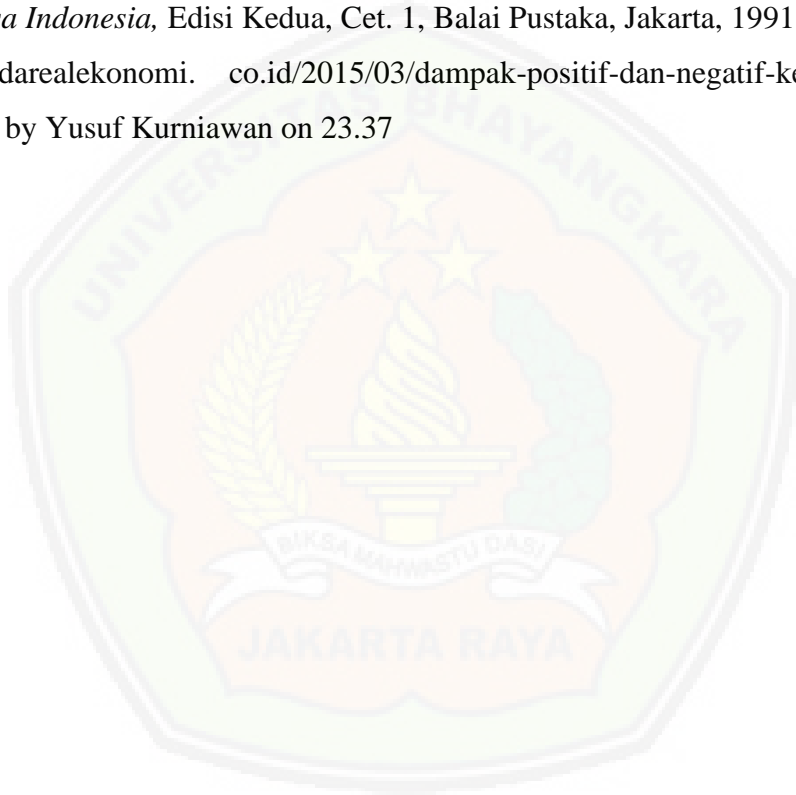 a Indonesia, Edisi Kedua, Cet. 1, Balai Pustaka, Jakarta, 1991
darealekonomi. co.id/2015/03/dampak-positif-dan-negatif-ke
by Yusuf Kurniawan on 23.37
UNIVERSITAS BHAYANGKARA
BIKSA MAHWASTU DASI
JAKARTA RAYA